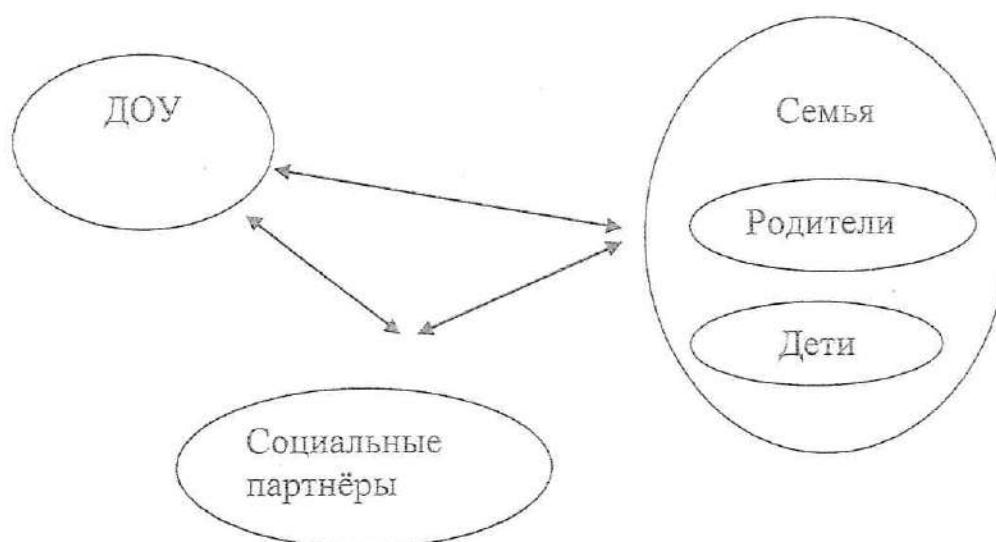 ДОУ
Семья
Родители
Дети
Социальные
партнёры